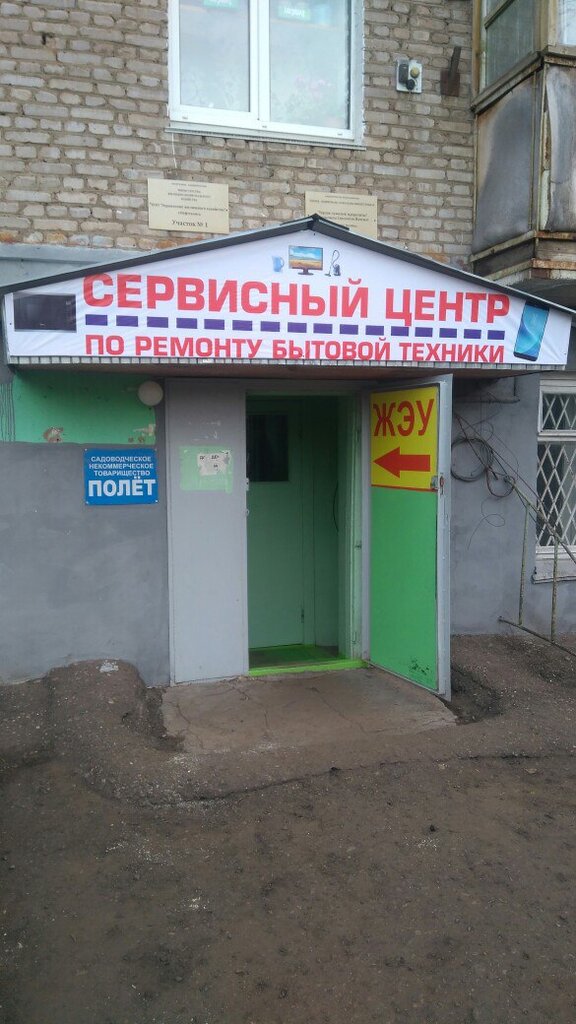 Участок № 1
СЕРВИСНЫЙ ЦЕНТР
ПО РЕМОНТУ БЫТОВОЙ ТЕХНИКИ
ЖЭУ
САДОВОДЧЕСКОЕ
НЕКОММЕРЧЕСКОЕ
ТОВАРИЩЕСТВО
ПОЛЁТ